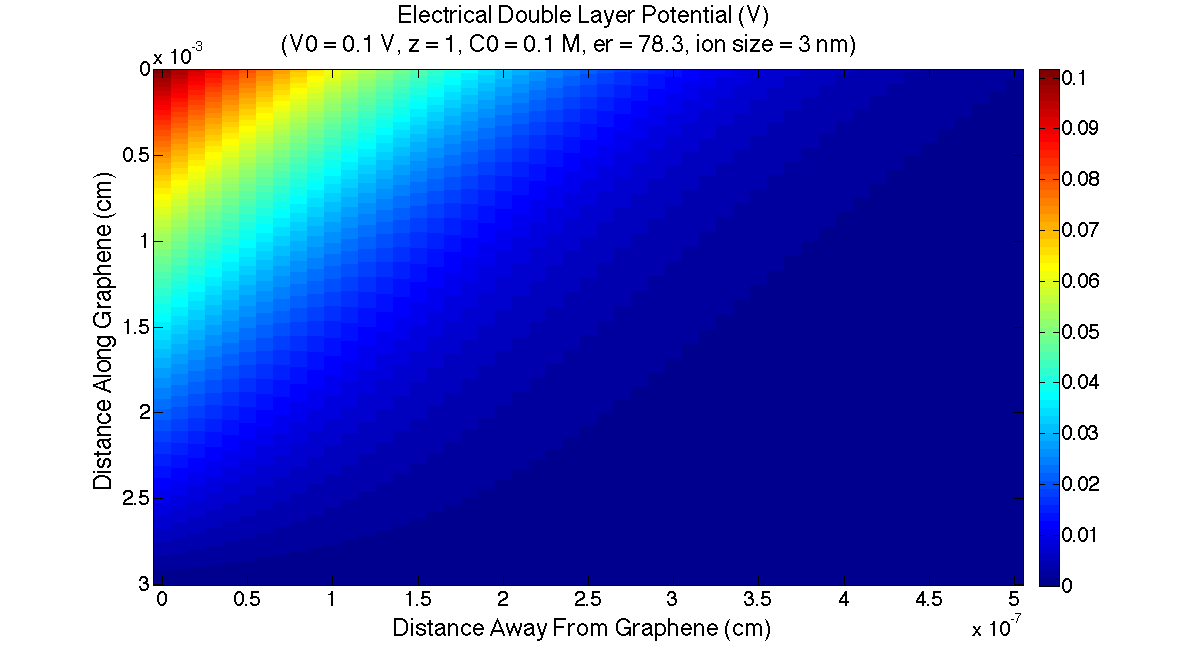 Electrical Double Layer Potential (V)
(V0 = 0.1 V, z = 1, C0 = 0.1 M, er = 78.3, ion size = 3 nm)
x 10-3
0
0.5
1
1.5
2
2.5
3
Distance Along Graphene (cm)
0 0.5 1 1.5 2 2.5 3 3.5 4 4.5 5
x 10-7
Distance Away From Graphene (cm)
0.1
0.09
0.08
0.07
0.06
0.05
0.04
0.03
0.02
0.01
0